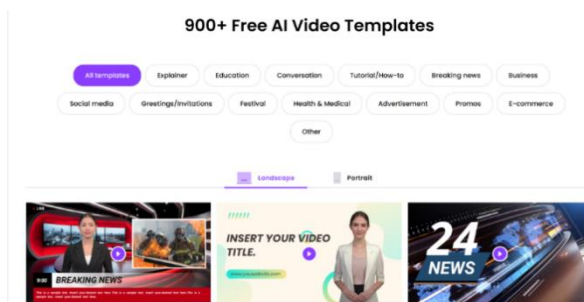 900+ Free AI Video Templates
All templates Explainer Education Conversation Tutorial/How-to Breaking news Business
Social media Greetings/Invitations Festival Health & Medical Advertisement Promos E-commerce
Other
Landscape Portrait
INSERT YOUR VIDEO
TITLE.
24
NEWS
BREAKING NEWS